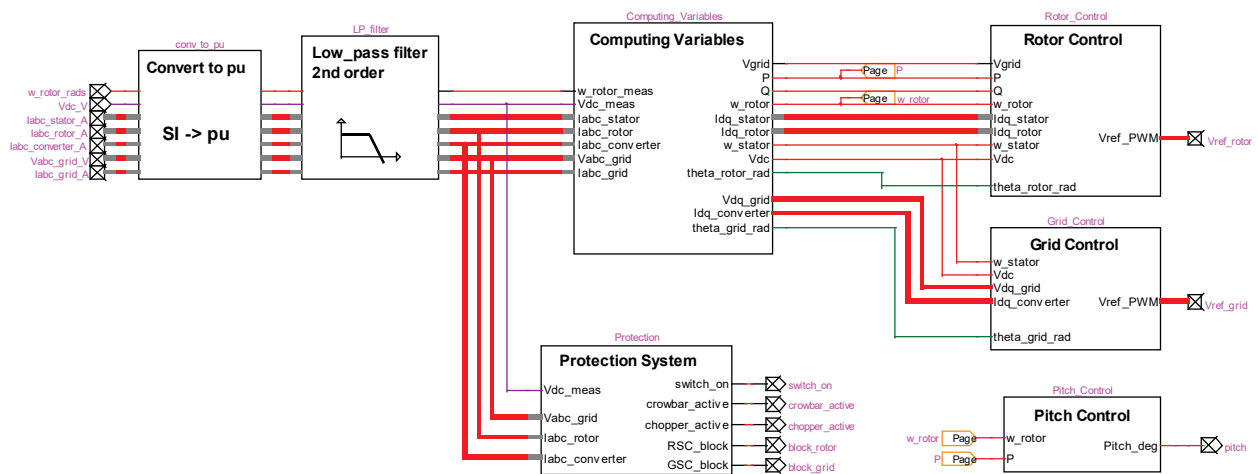 conv_to_pu
Convert to pu
SI -> pu
w_rotor_rads
Vdc_V
Iabc_stator_A
Iabc_rotor_A
Iabc_converter_A
Vabc_grid_V
Iabc_grid_A
LP_filter
Low_pass filter
2nd order
Computing_Variables
Computing Variables
w_rotor_meas
Vdc_meas
Iabc_stator
Iabc_rotor
Iabc_converter
Vabc_grid
Iabc_grid
Vgrid
P
Q
w_rotor
Idq_stator
Idq_rotor
w_stator
Vdc
theta_rotor_rad
Vdq_grid
Idq_converter
theta_grid_rad
Page P
Page w_rotor
Rotor_Control
Rotor Control
Vgrid
P
Q
w_rotor
Idq_stator
Idq_rotor
w_stator
Vdc
theta_rotor_rad
Vref_PWM
Vref_rotor
Grid_Control
Grid Control
w_stator
Vdc
Vdq_grid
Idq_converter
theta_grid_rad
Vref_PWM
Vref_grid
Protection
Protection System
Vdc_meas
Vabc_grid
Iabc_rotor
Iabc_converter
switch_on
crowbar_active
chopper_active
RSC_block
GSC_block
switch_on
crowbar_active
chopper_active
block_rotor
block_grid
Pitch_Control
Pitch Control
w_rotor Page
P Page
w_rotor
P
Pitch_deg
pitch